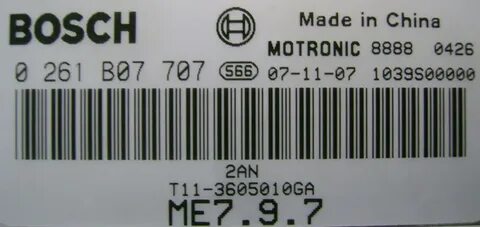 BOSCH
Made in China
MOTRONIC 8888 0426
0 261 B07 707 S66 07-11-07 1039S00000
2AN
T11-3605010GA
ME7.9.7